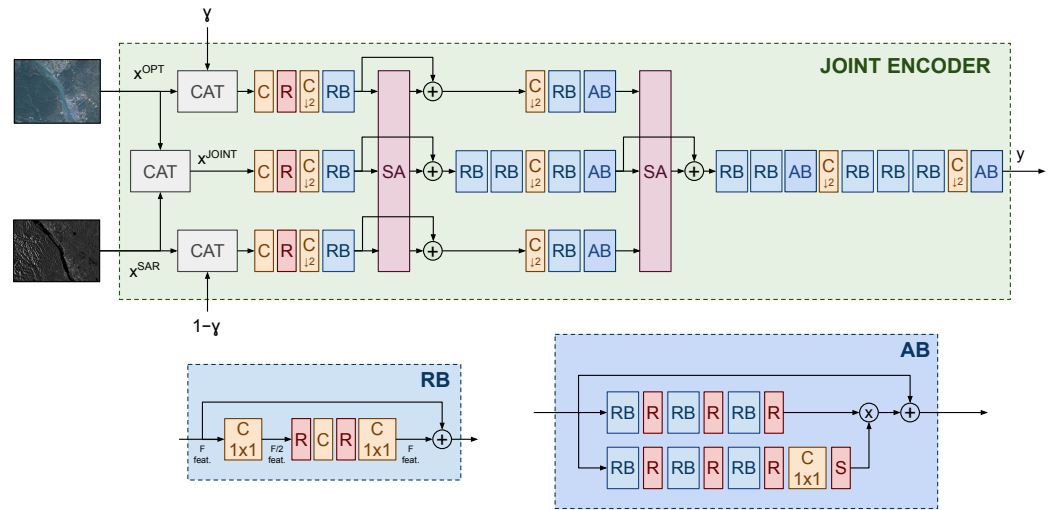 ɣ
JOINT ENCODER
x^OPT
CAT
C
R
C ↓2
RB
+
C ↓2
RB
AB
CAT
x^JOINT
C
R
C ↓2
RB
SA
+
RB
RB
C ↓2
RB
AB
SA
+
RB
RB
AB
C ↓2
RB
RB
RB
C ↓2
AB
y
x^SAR
CAT
C
R
C ↓2
RB
+
C ↓2
RB
AB
1-ɣ
RB
F feat.
C 1x1
F/2 feat.
R
C
R
C 1x1
F feat.
+
AB
RB
R
RB
R
RB
R
x
+
RB
R
RB
R
RB
R
C 1x1
S